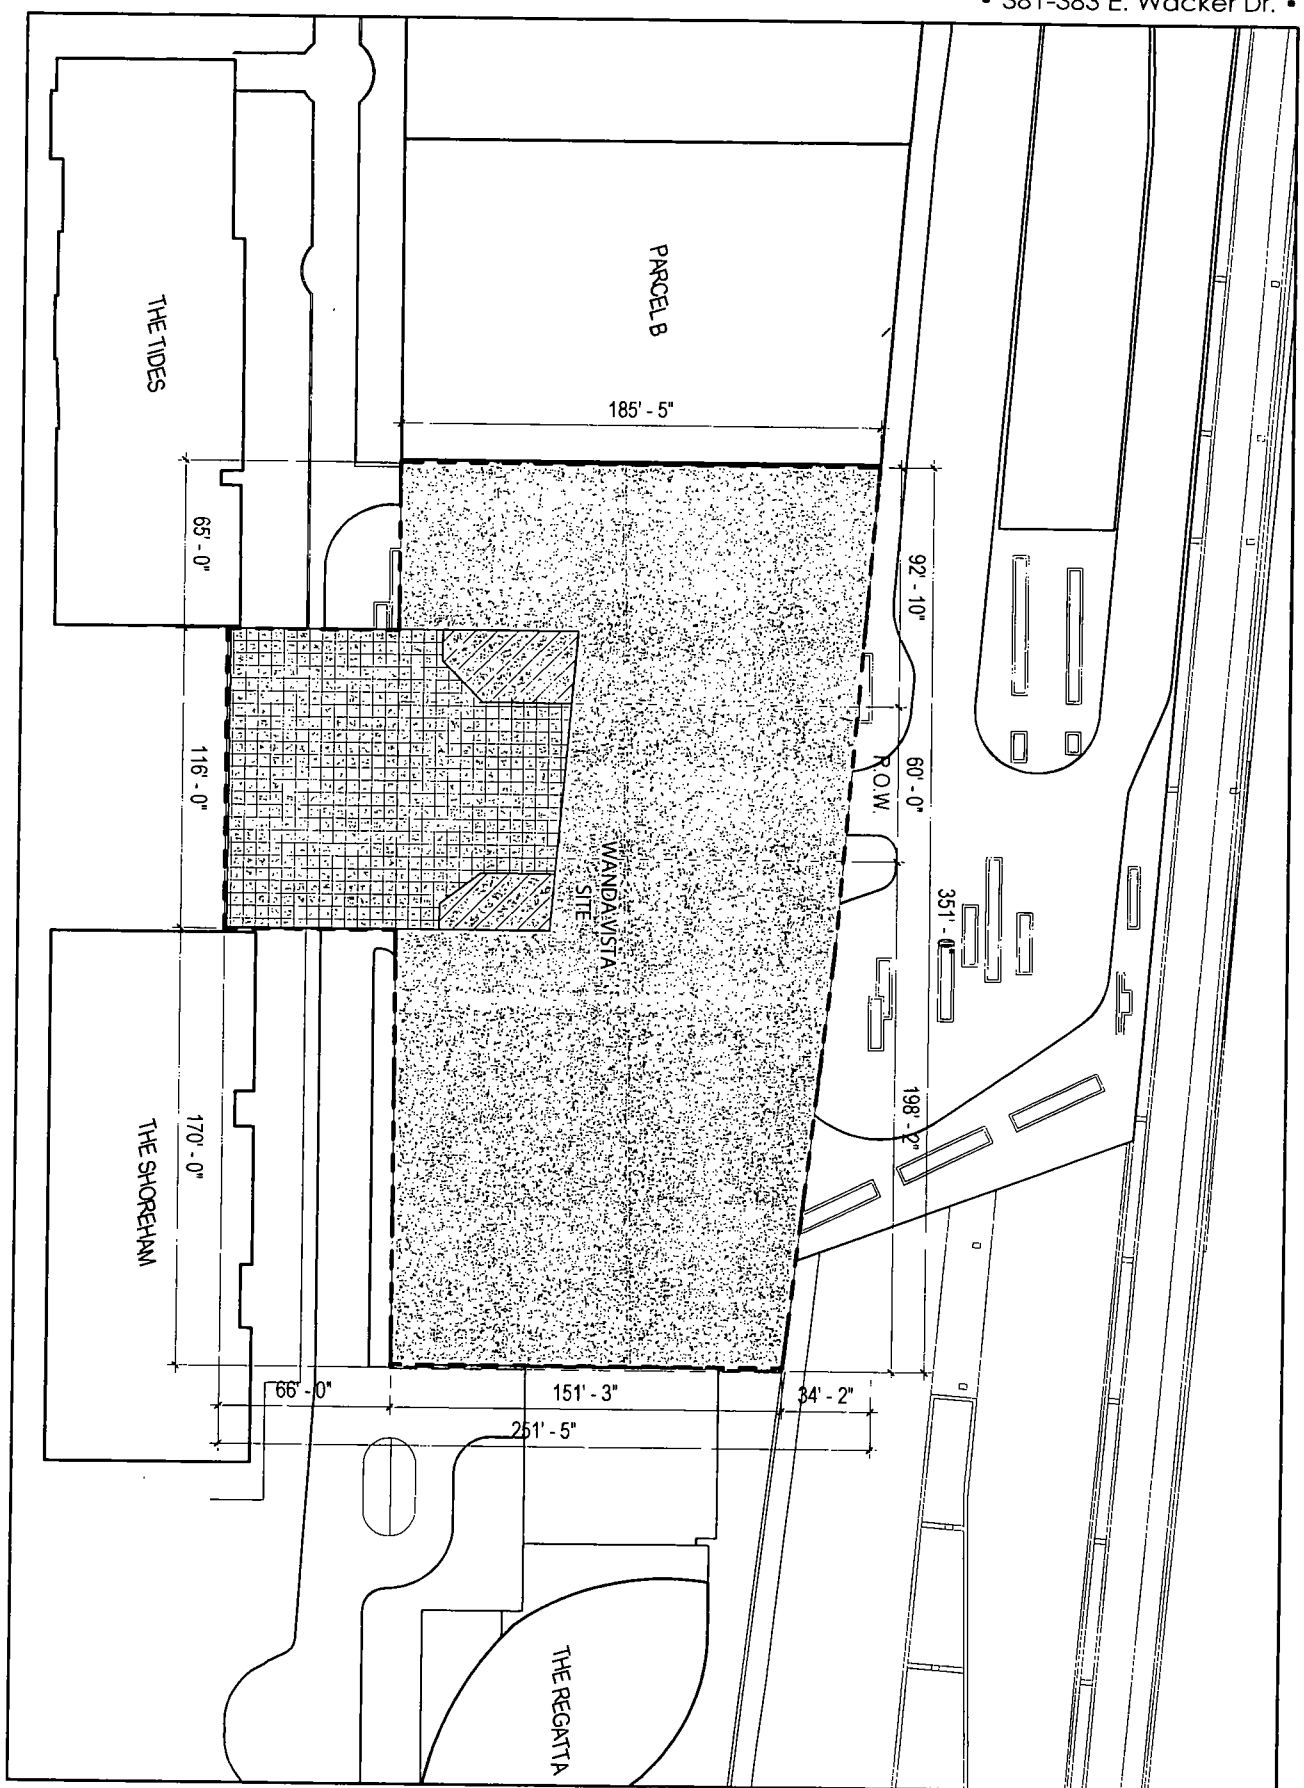 • 381-383 E. Wacker Dr. •
PARCEL B
THE TIDES
185' - 5"
65' - 0"
92' - 10"
116' - 0"
60' - 0"
R.O.W.
WANDA VISTA
SITE
351' - 0"
198' - 2"
170' - 0"
THE SHOREHAM
66' - 0"
151' - 3"
34' - 2"
251' - 5"
THE REGATTA